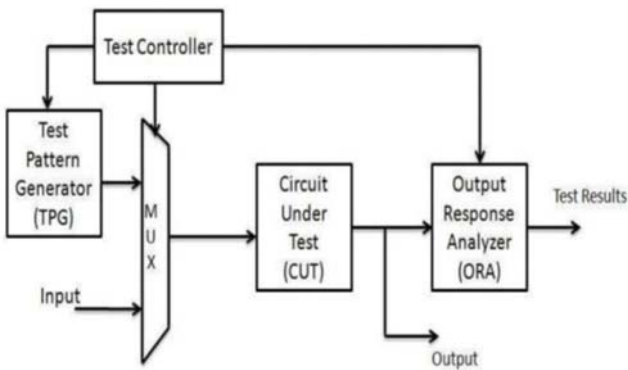 Test Controller
Test
Pattern
Generator
(TPG)
M
U
X
Input
Circuit
Under
Test
(CUT)
Output
Response
Analyzer
(ORA)
Test Results
Output